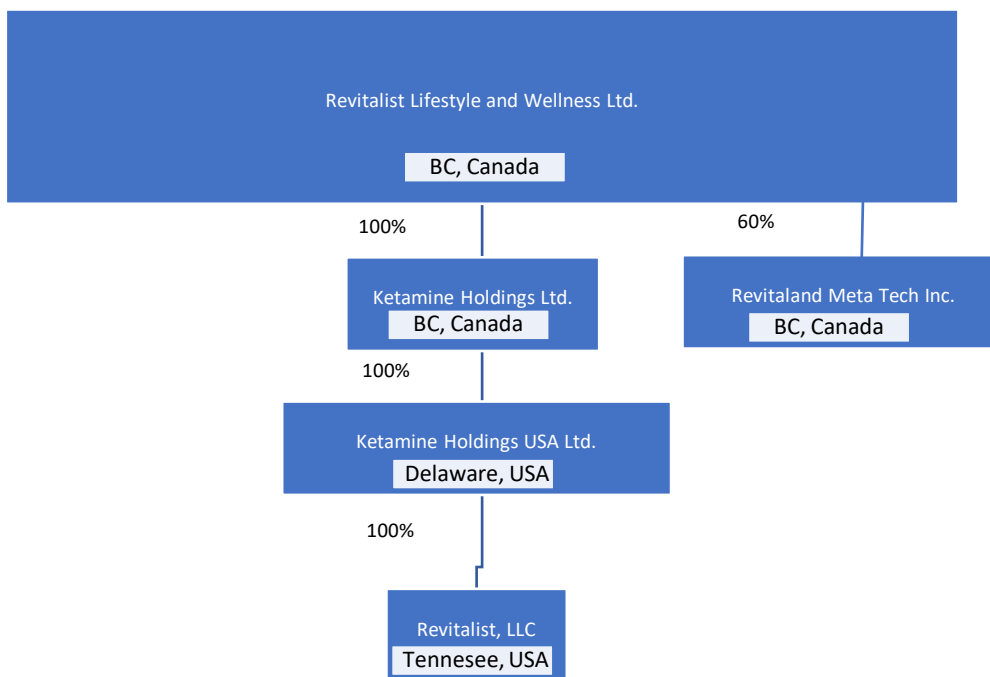 Revitalist Lifestyle and Wellness Ltd.
BC, Canada
100%
60%
Ketamine Holdings Ltd.
BC, Canada
Revitaland Meta Tech Inc.
BC, Canada
100%
Ketamine Holdings USA Ltd.
Delaware, USA
100%
Revitalist, LLC
Tennesee, USA